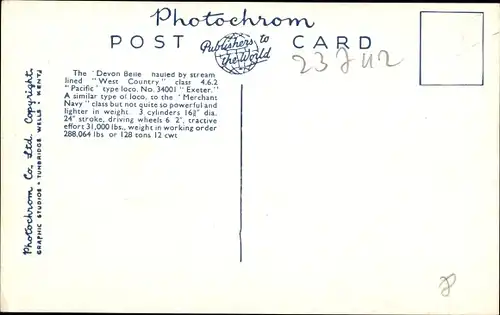 Photochrom
POST CARD
Publishers to
the World
The "Devon Belle" hauled by stream
lined "West Country" class 4.6.2
"Pacific" type loco. No. 34001 "Exeter."
A similar type of loco, to the "Merchant
Navy" class but not quite so powerful and
lighter in weight. 3 cylinders 16⅜" dia.
24" stroke, driving wheels 6' 2", tractive
effort 31,000 lbs., weight in working order
288,064 lbs or 128 tons 12 cwt
Photochrom Co. Ltd. Copyright.
GRAPHIC STUDIOS • TUNBRIDGE WELLS • KENT